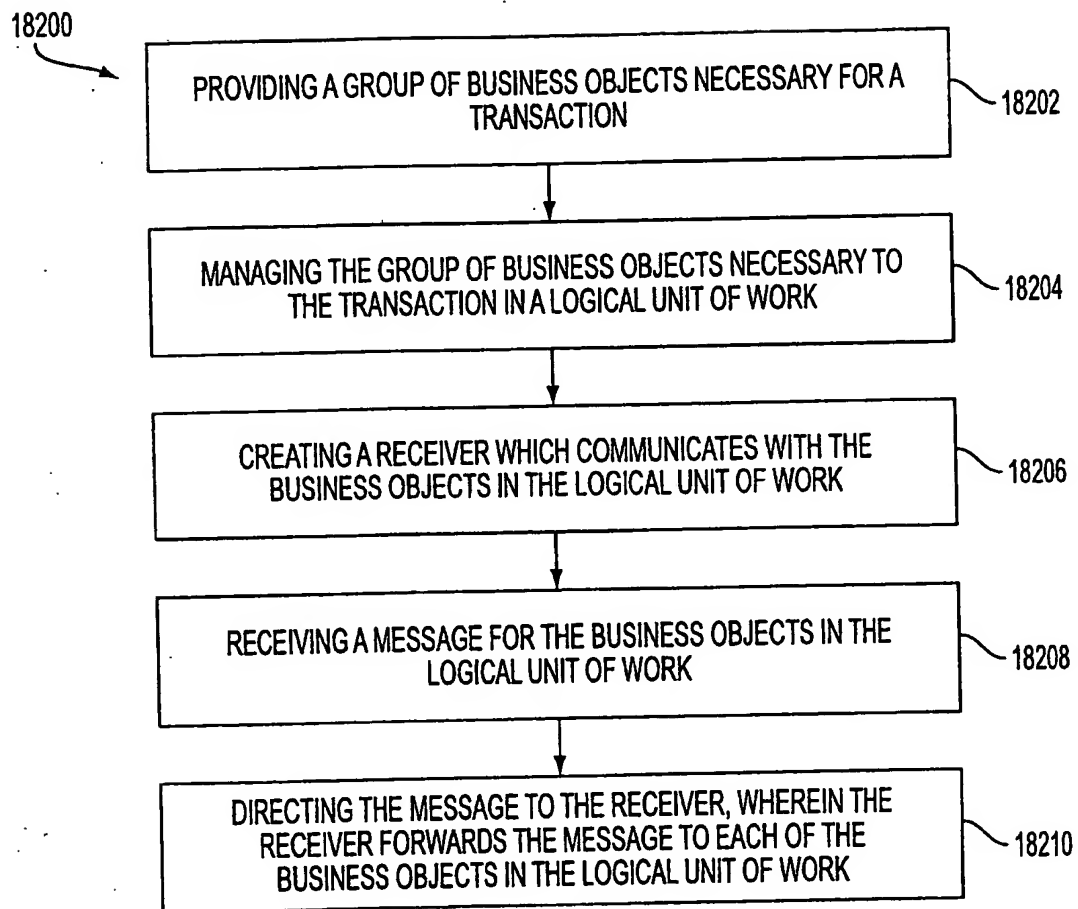 18200
PROVIDING A GROUP OF BUSINESS OBJECTS NECESSARY FOR A
TRANSACTION
18202
MANAGING THE GROUP OF BUSINESS OBJECTS NECESSARY TO
THE TRANSACTION IN A LOGICAL UNIT OF WORK
18204
CREATING A RECEIVER WHICH COMMUNICATES WITH THE
BUSINESS OBJECTS IN THE LOGICAL UNIT OF WORK
18206
RECEIVING A MESSAGE FOR THE BUSINESS OBJECTS IN THE
LOGICAL UNIT OF WORK
18208
DIRECTING THE MESSAGE TO THE RECEIVER, WHEREIN THE
RECEIVER FORWARDS THE MESSAGE TO EACH OF THE
BUSINESS OBJECTS IN THE LOGICAL UNIT OF WORK
18210